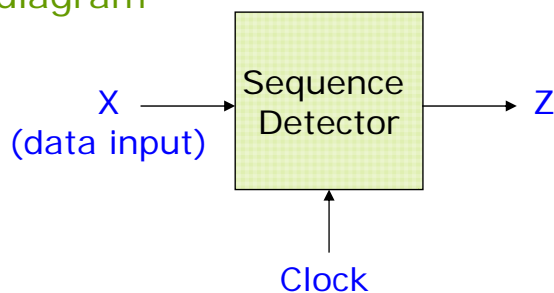 diagram
Sequence
Detector
X
(data input)
Z
Clock